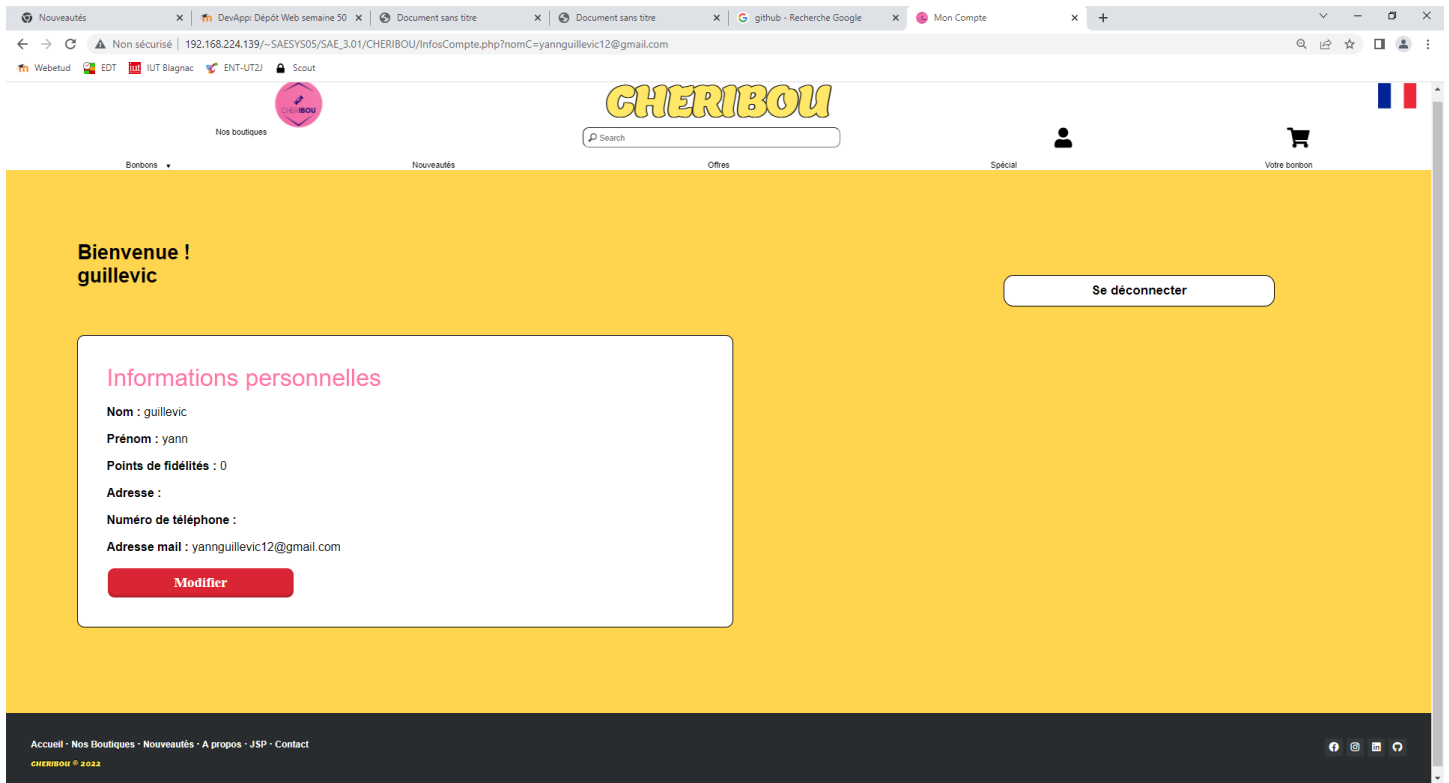 Nouveautés
DevApp: Dépôt Web semaine 50
Document sans titre
Document sans titre
github - Recherche Google
Mon Compte
Non sécurisé | 192.168.224.139/~SAESYS05/SAE_3.01/CHERIBOU/InfosCompte.php?nomC=yannguillevic12@gmail.com
Webetud
EDT
iut IUT Blagnac
ENT-UT2J
Scout
CHERIBOU
CHERIBOU
Nos boutiques
Search
Bonbons
Nouveautés
Offres
Spécial
Votre bonbon
Bienvenue !
guillevic
Se déconnecter
Informations personnelles
Nom : guillevic
Prénom : yann
Points de fidélités : 0
Adresse :
Numéro de téléphone :
Adresse mail : yannguillevic12@gmail.com
Modifier
Accueil · Nos Boutiques · Nouveautés · A propos · JSP · Contact
CHERIBOU © 2022